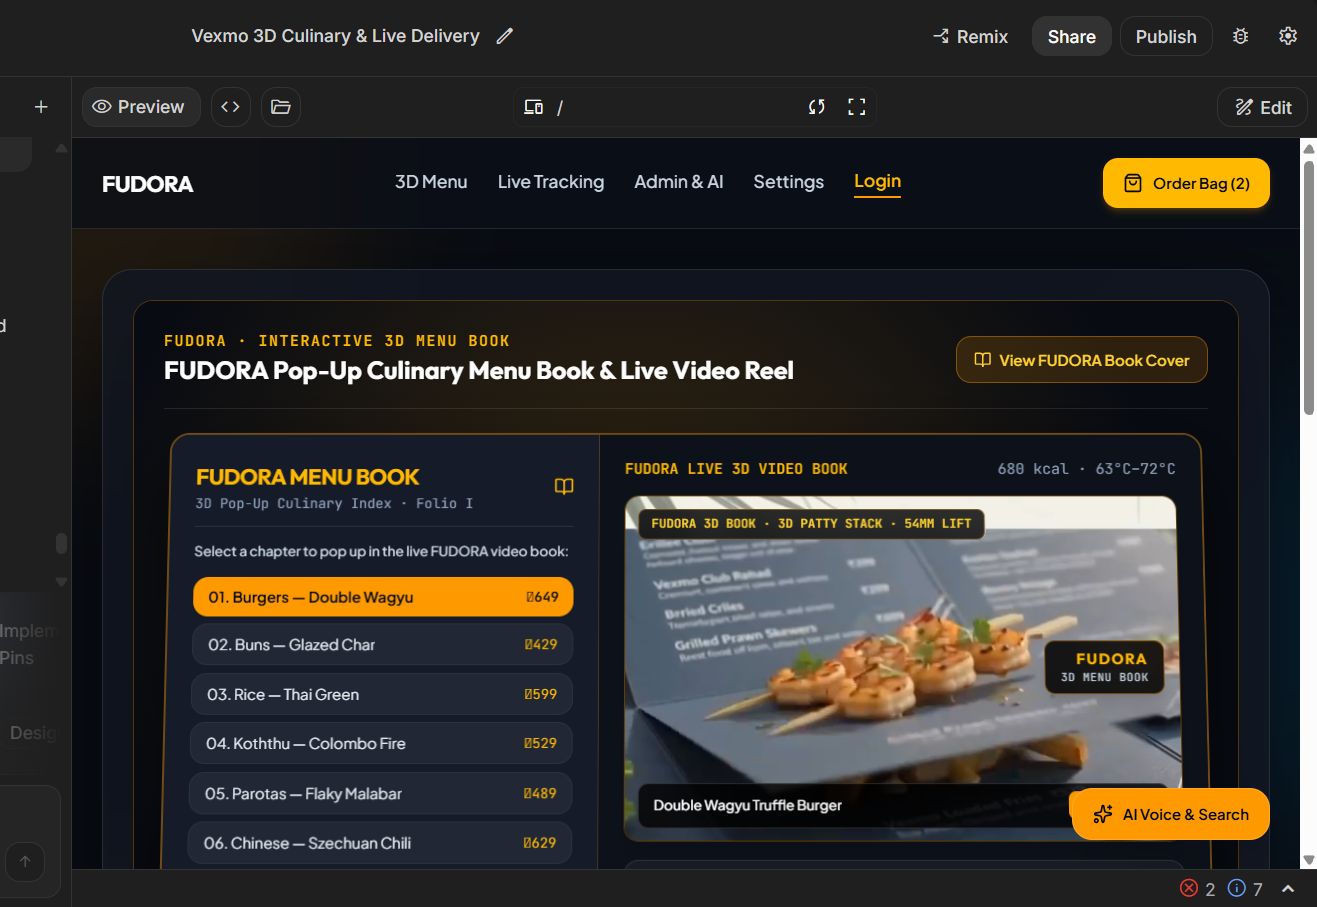 Vexmo 3D Culinary & Live Delivery
Remix
Share
Publish
Preview
/
Edit
FUDORA
3D Menu
Live Tracking
Admin & AI
Settings
Login
Order Bag (2)
FUDORA · INTERACTIVE 3D MENU BOOK
FUDORA Pop-Up Culinary Menu Book & Live Video Reel
View FUDORA Book Cover
FUDORA MENU BOOK
3D Pop-Up Culinary Index · Folio I
Select a chapter to pop up in the live FUDORA video book:
01. Burgers — Double Wagyu
649
02. Buns — Glazed Char
429
03. Rice — Thai Green
599
04. Koththu — Colombo Fire
529
05. Parotas — Flaky Malabar
489
06. Chinese — Szechuan Chili
629
FUDORA LIVE 3D VIDEO BOOK
680 kcal · 63°C–72°C
FUDORA 3D BOOK · 3D PATTY STACK · 54MM LIFT
Vexmo Club Rahad
Brried Criles
Grilled Prawn Skewers
FUDORA
3D MENU BOOK
Double Wagyu Truffle Burger
AI Voice & Search
d
Implem
Pins
Desig
2
7